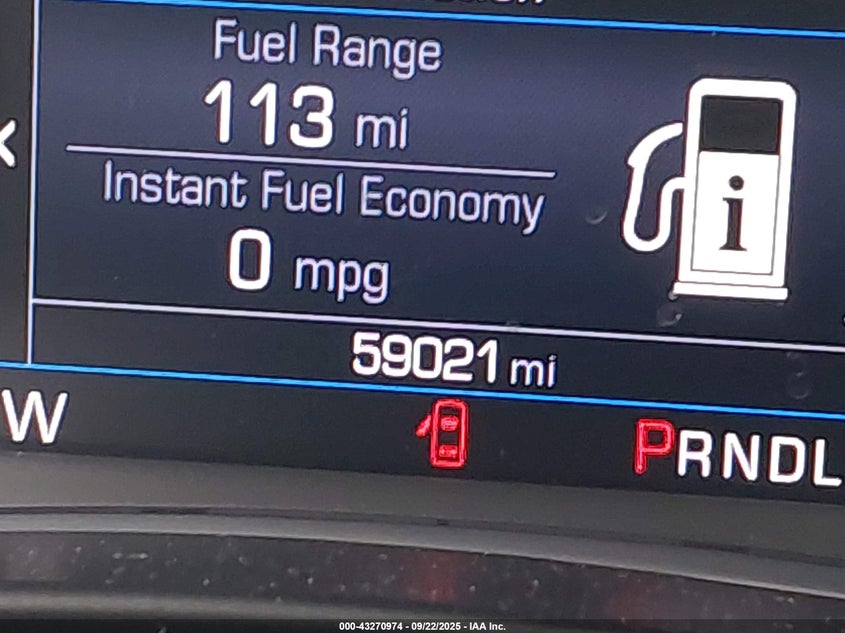 Fuel Range
113 mi
Instant Fuel Economy
0 mpg
i
59021 mi
W
PRNDL
000-43270974 - 09/22/2025 - IAA Inc.